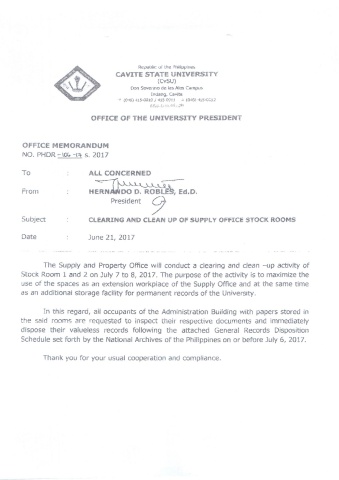 Republic of the Philippines
CAVITE STATE UNIVERSITY
(CvSU)
Don Severino de las Alas Campus
Indang, Cavite
OFFICE OF THE UNIVERSITY PRESIDENT
OFFICE MEMORANDUM
NO. PHDR s. 2017
To : ALL CONCERNED
From : HERNANDO D. ROBLES, Ed.D.
President
Subject : CLEARING AND CLEAN UP OF SUPPLY OFFICE STOCK ROOMS
Date : June 21, 2017
The Supply and Property Office will conduct a clearing and clean –up activity of
Stock Room 1 and 2 on July 7 to 8, 2017. The purpose of the activity is to maximize the
use of the spaces as an extension workplace of the Supply Office and at the same time
as an additional storage facility for permanent records of the University.
In this regard, all occupants of the Administration Building with papers stored in
the said rooms are requested to inspect their respective documents and immediately
dispose their valueless records following the attached General Records Disposition
Schedule set forth by the National Archives of the Philippines on or before July 6, 2017.
Thank you for your usual cooperation and compliance.